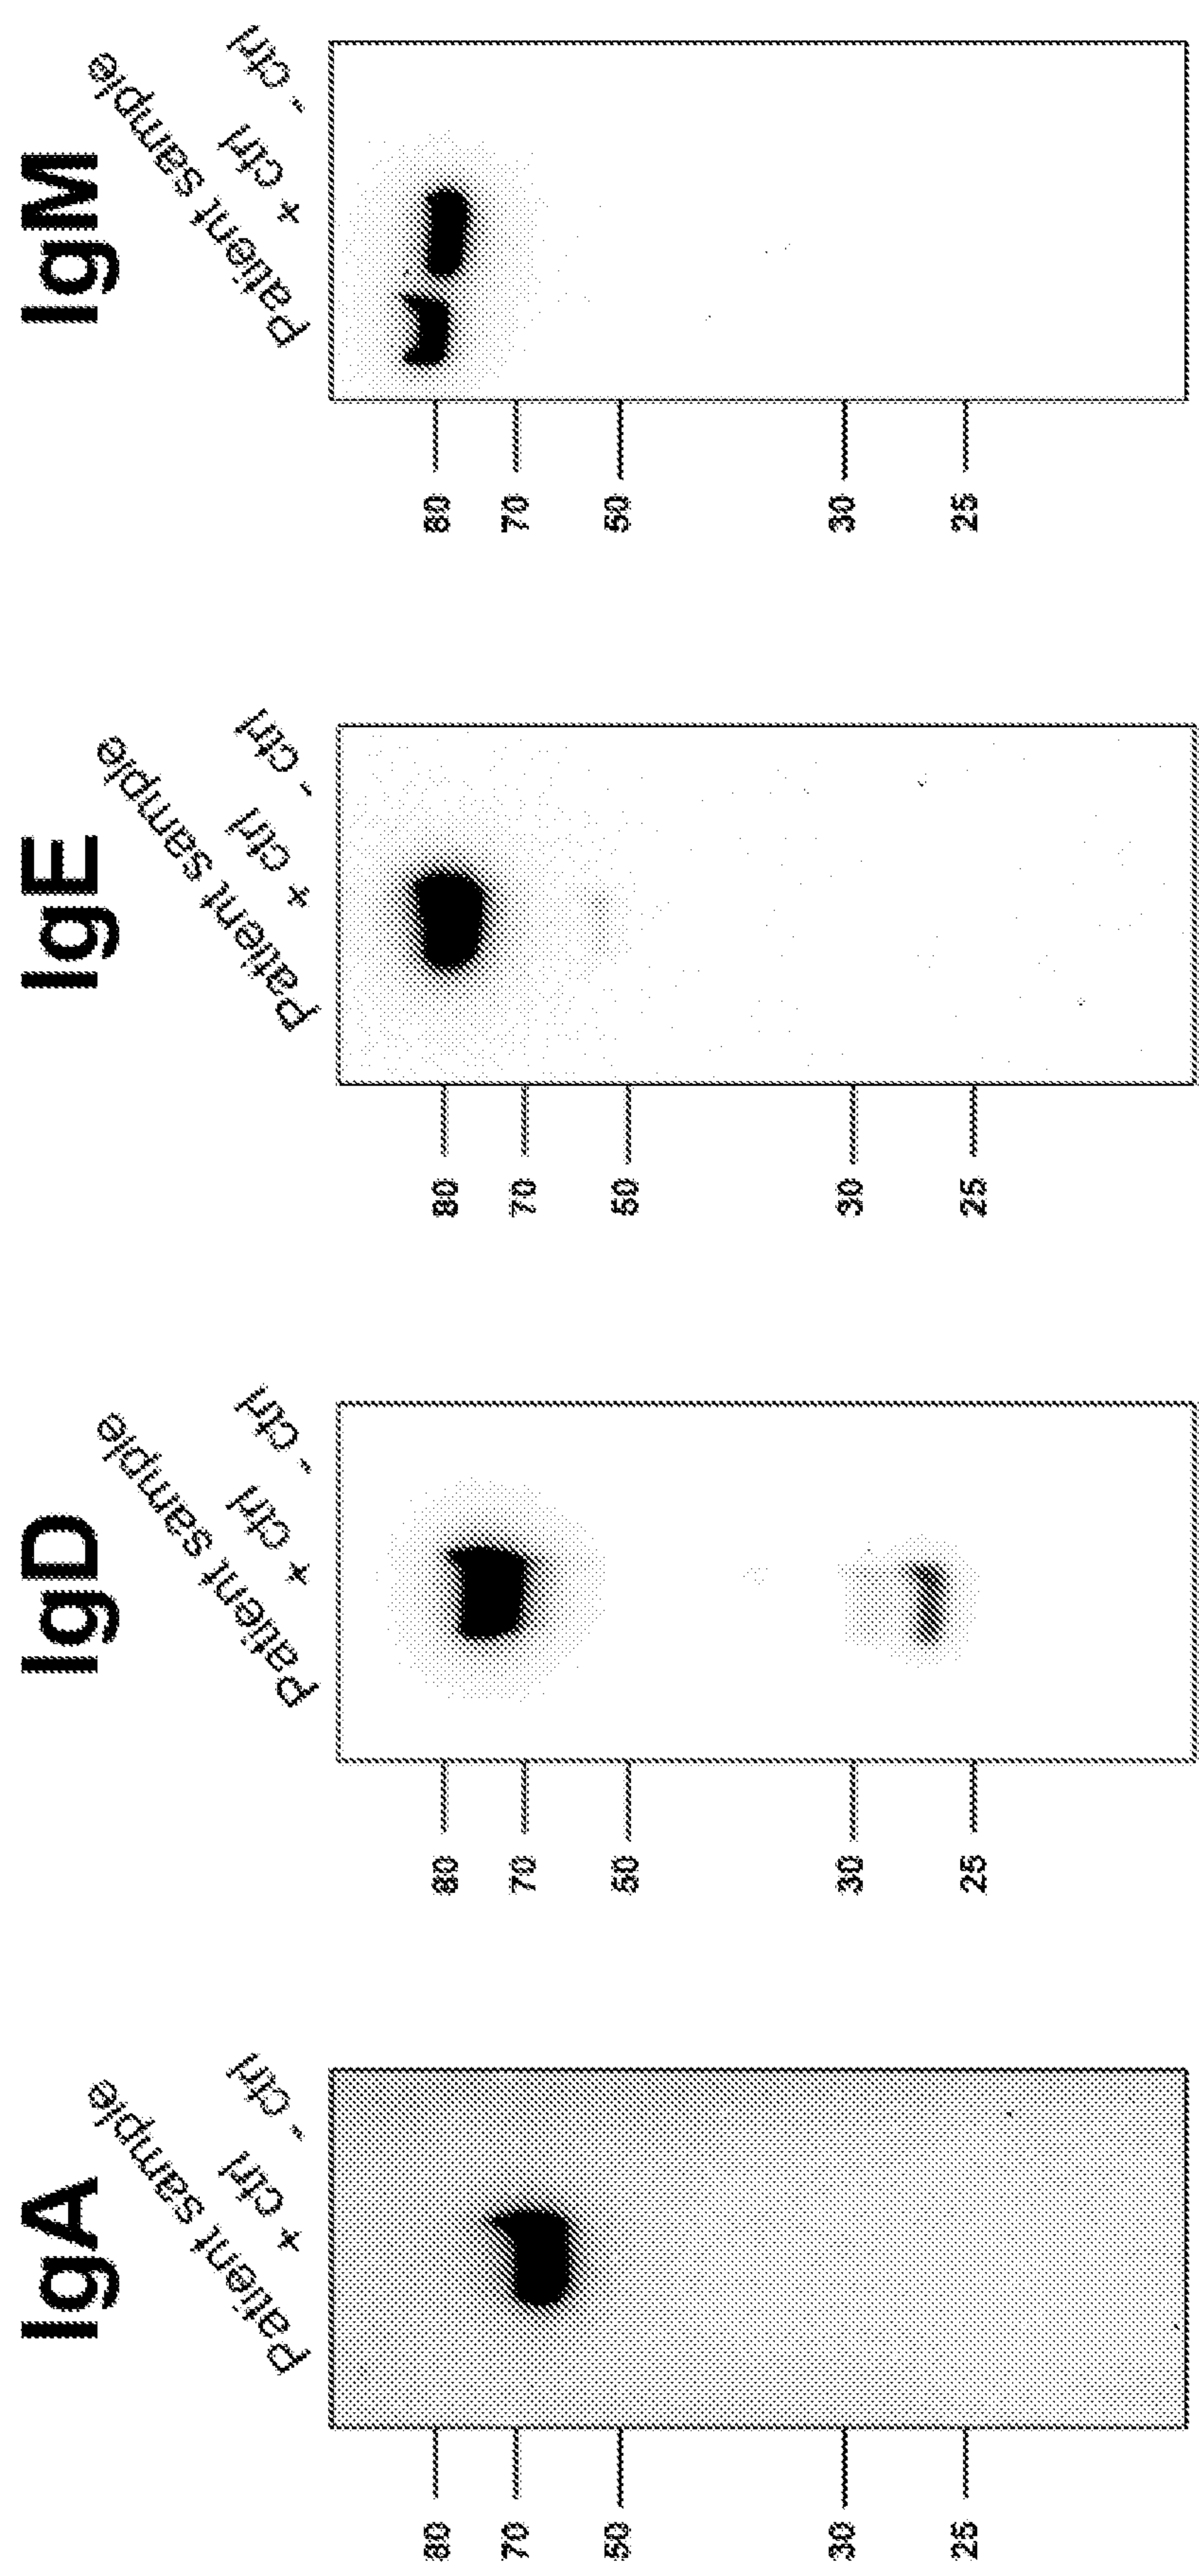 IgA
Patient sample
+ ctrl
- ctrl
80
70
50
30
25
IgD
Patient sample
+ ctrl
- ctrl
80
70
50
30
25
IgE
Patient sample
+ ctrl
- ctrl
80
70
50
30
25
IgM
Patient sample
+ ctrl
- ctrl
80
70
50
30
25